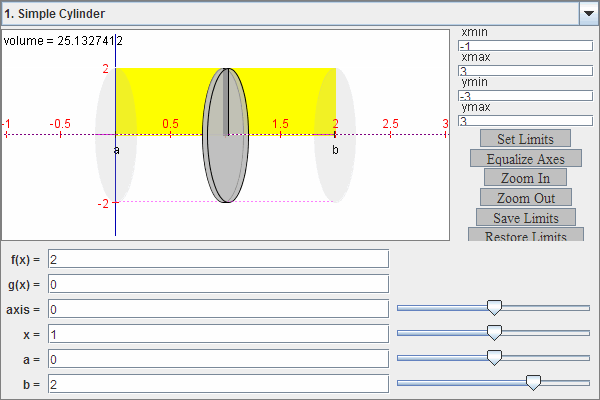 1. Simple Cylinder
volume = 25.1327412
xmin
-1
xmax
3
ymin
-3
ymax
3
2
-1 -0.5 0.5 1.5 2 2.5 3
a b
-2
Set Limits
Equalize Axes
Zoom In
Zoom Out
Save Limits
Restore Limits
f(x) = 2
g(x) = 0
axis = 0
x = 1
a = 0
b = 2